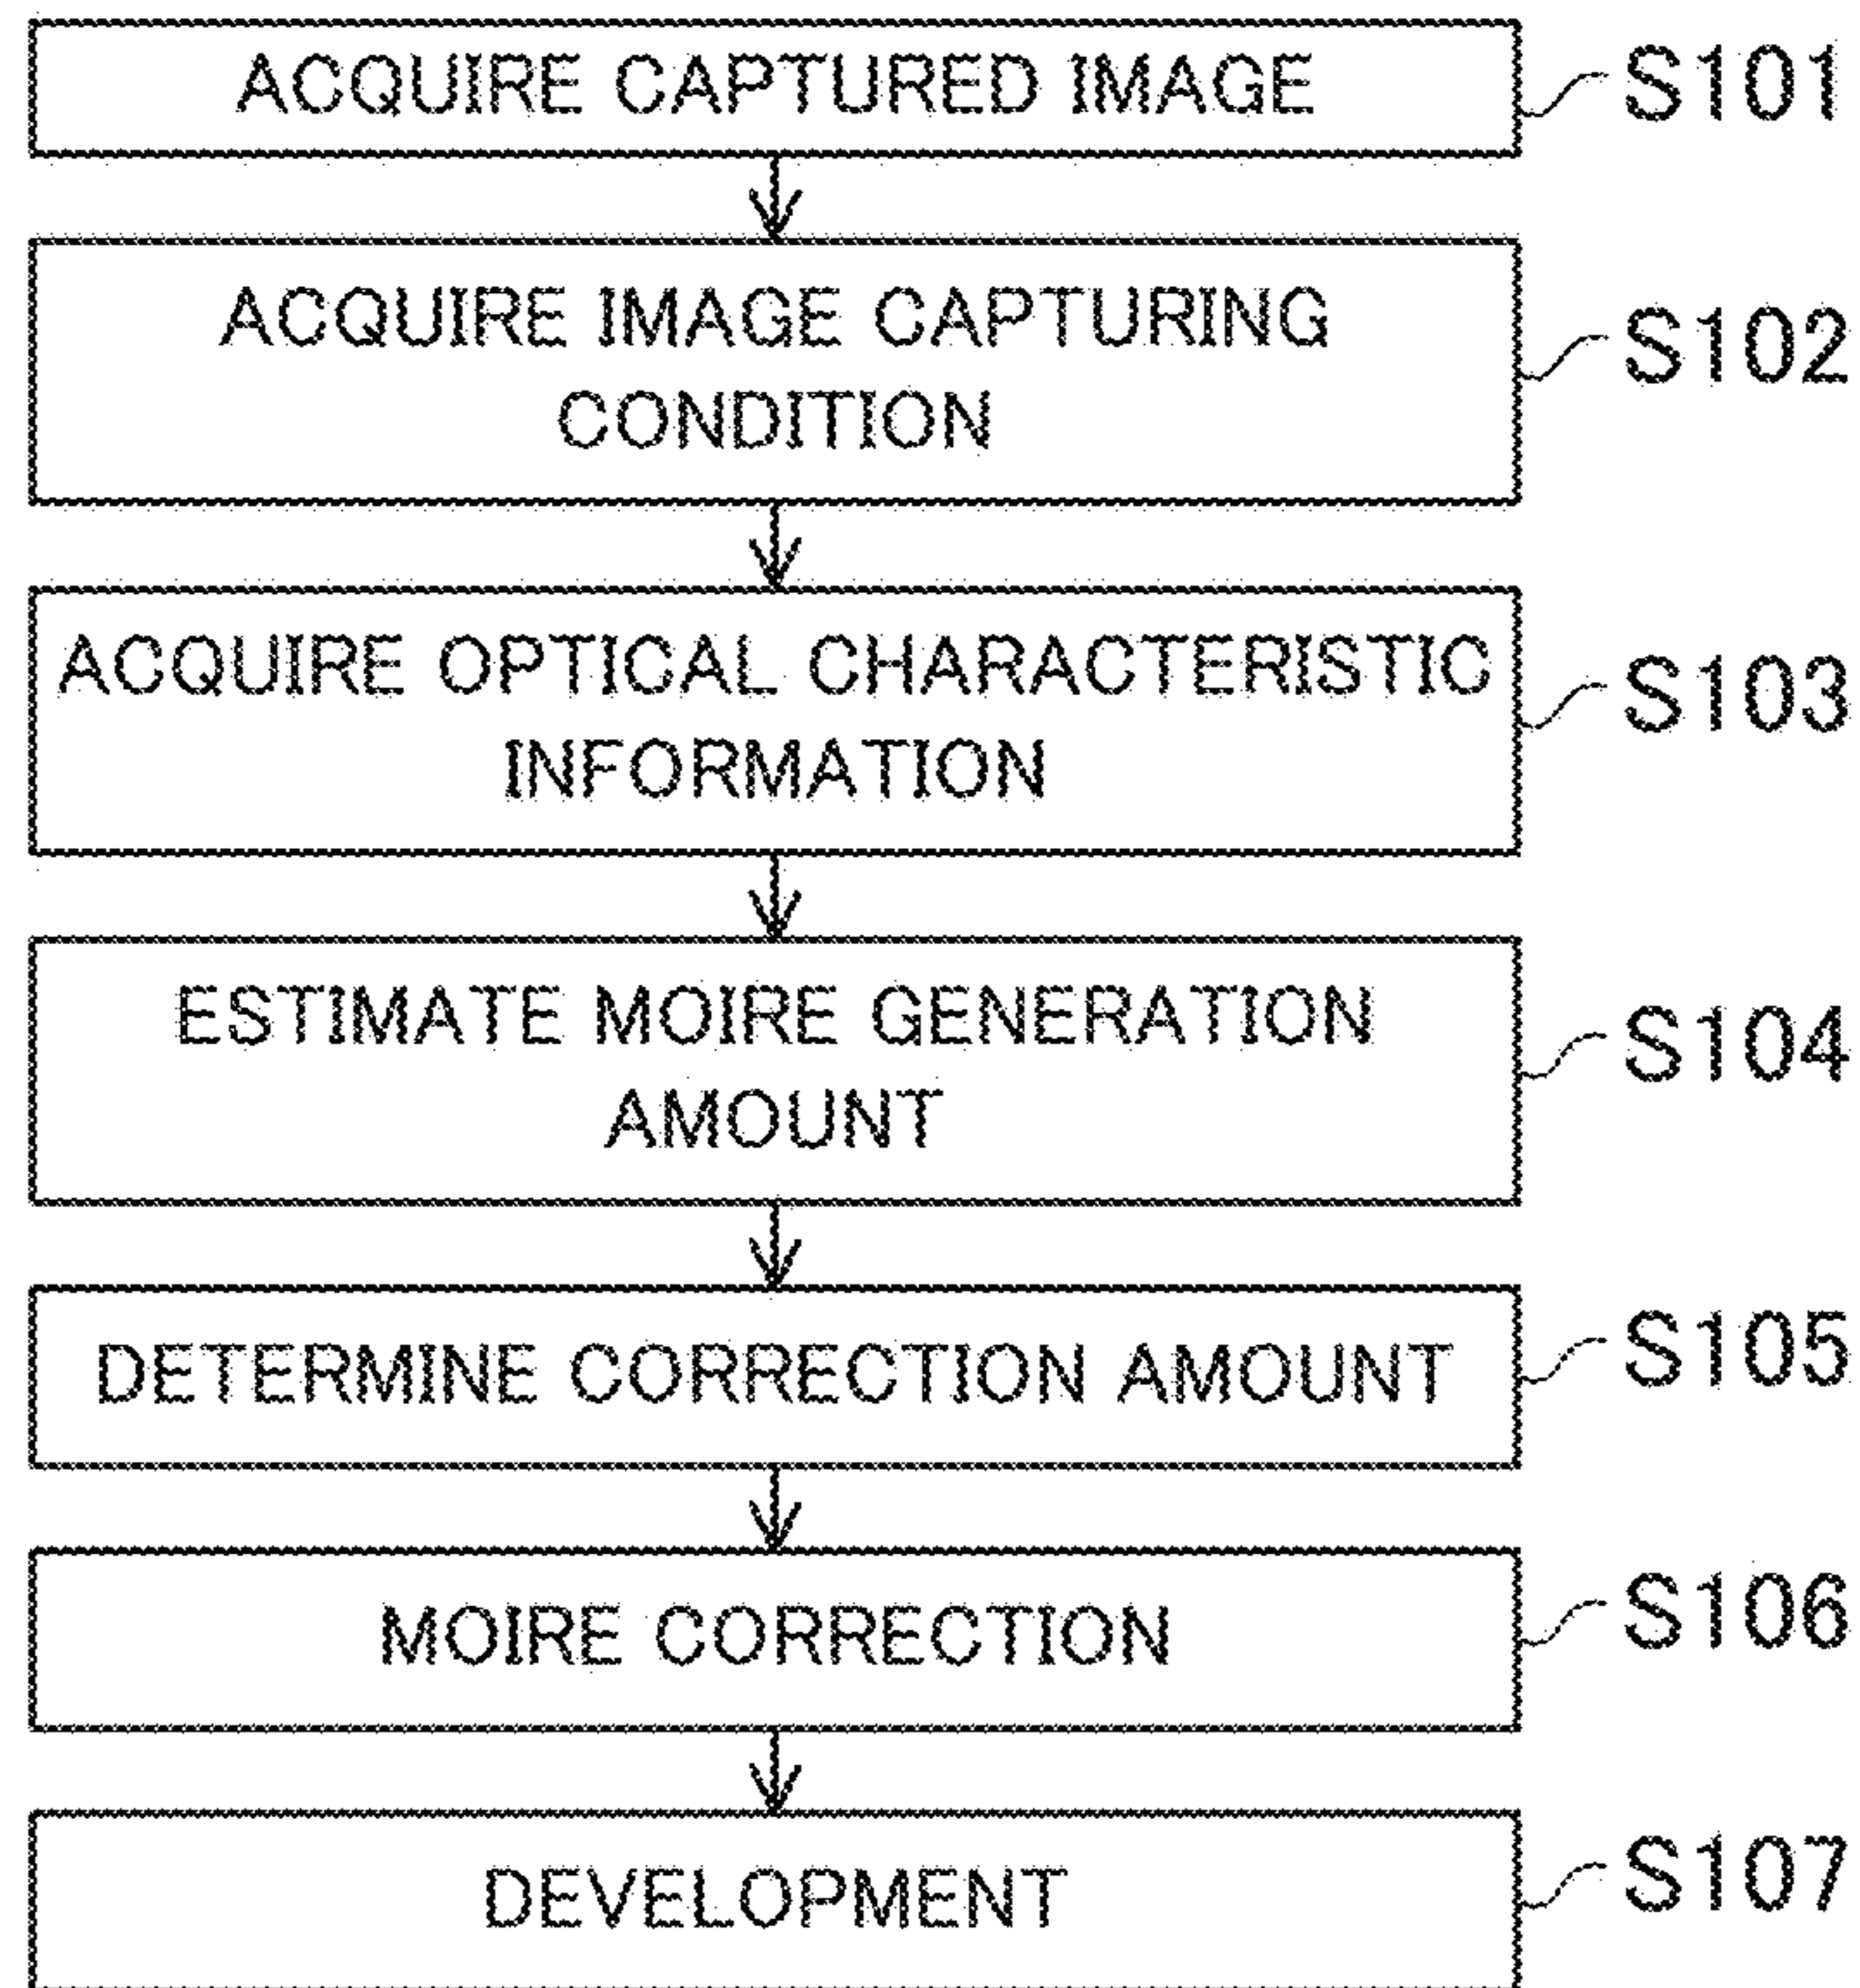 ACQUIRE CAPTURED IMAGE
S101
ACQUIRE IMAGE CAPTURING
CONDITION
S102
ACQUIRE OPTICAL CHARACTERISTIC
INFORMATION
S103
ESTIMATE MOIRE GENERATION
AMOUNT
S104
DETERMINE CORRECTION AMOUNT
S105
MOIRE CORRECTION
S106
DEVELOPMENT
S107